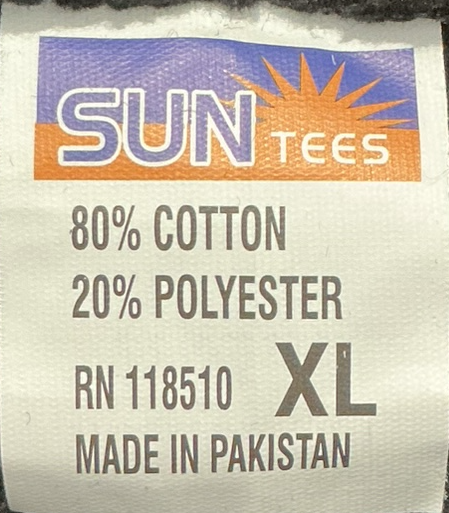 SUN TEES
80% COTTON
20% POLYESTER
RN 118510 XL
MADE IN PAKISTAN